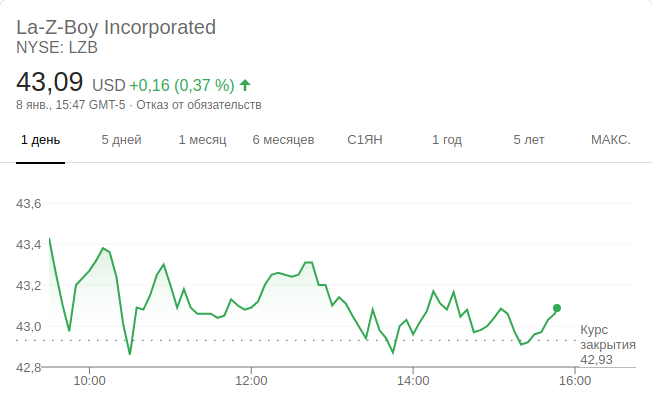 La-Z-Boy Incorporated
NYSE: LZB
43,09 USD +0,16 (0,37 %)
8 янв., 15:47 GMT-5 · Отказ от обязательств
1 день 5 дней 1 месяц 6 месяцев С1ЯН 1 год 5 лет МАКС.
43,6
43,4
43,2
43,0
42,8
Курс
закрытия
42,93
10:00 12:00 14:00 16:00